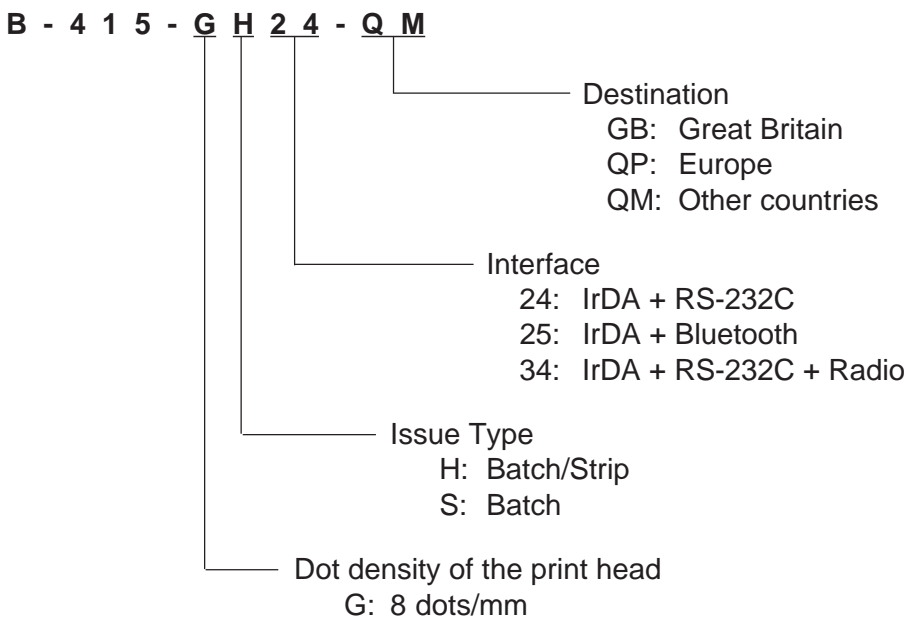 B - 4 1 5 - G H 2 4 - Q M
Destination
GB: Great Britain
QP: Europe
QM: Other countries
Interface
24: IrDA + RS-232C
25: IrDA + Bluetooth
34: IrDA + RS-232C + Radio
Issue Type
H: Batch/Strip
S: Batch
Dot density of the print head
G: 8 dots/mm